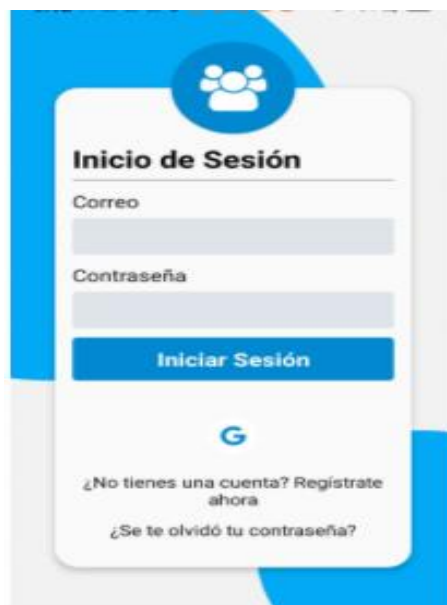 Inicio de Sesión
Correo
Contraseña
Iniciar Sesión
G
¿No tienes una cuenta? Regístrate
ahora
¿Se te olvidó tu contraseña?